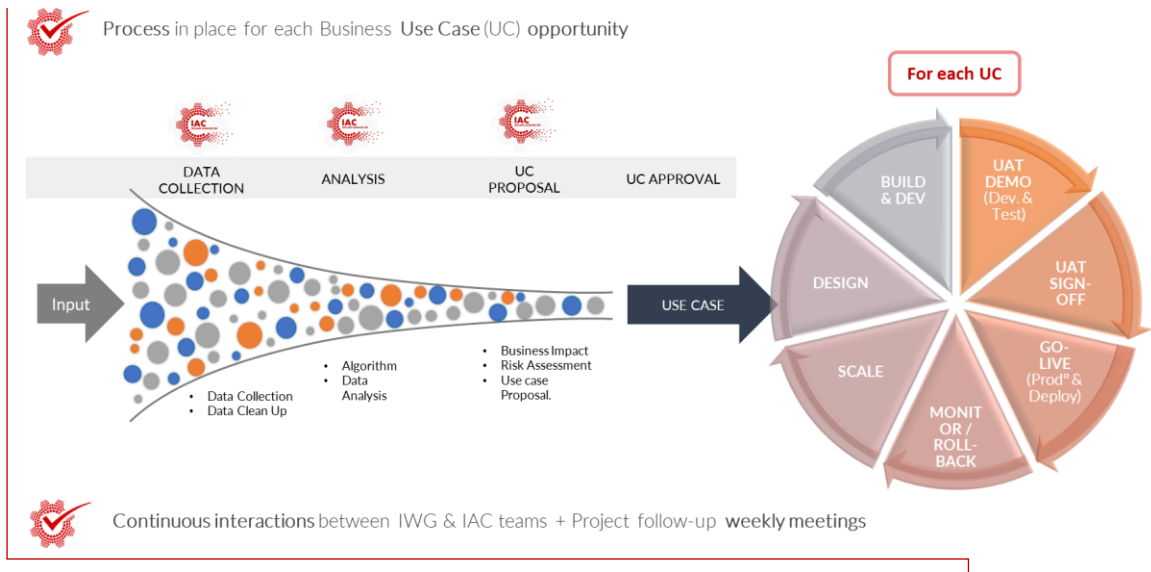 Process in place for each Business Use Case (UC) opportunity
For each UC
IAC
IAC
IAC
DATA
COLLECTION
ANALYSIS
UC
PROPOSAL
UC APPROVAL
Input
USE CASE
• Data Collection
• Data Clean Up
• Algorithm
• Data
Analysis
• Business Impact
• Risk Assessment
• Use case
Proposal.
BUILD
& DEV
UAT
DEMO
(Dev. &
Test)
UAT
SIGN-
OFF
GO-
LIVE
(Prod° &
Deploy)
MONIT
OR /
ROLL-
BACK
SCALE
DESIGN
Continuous interactions between IWG & IAC teams + Project follow-up weekly meetings